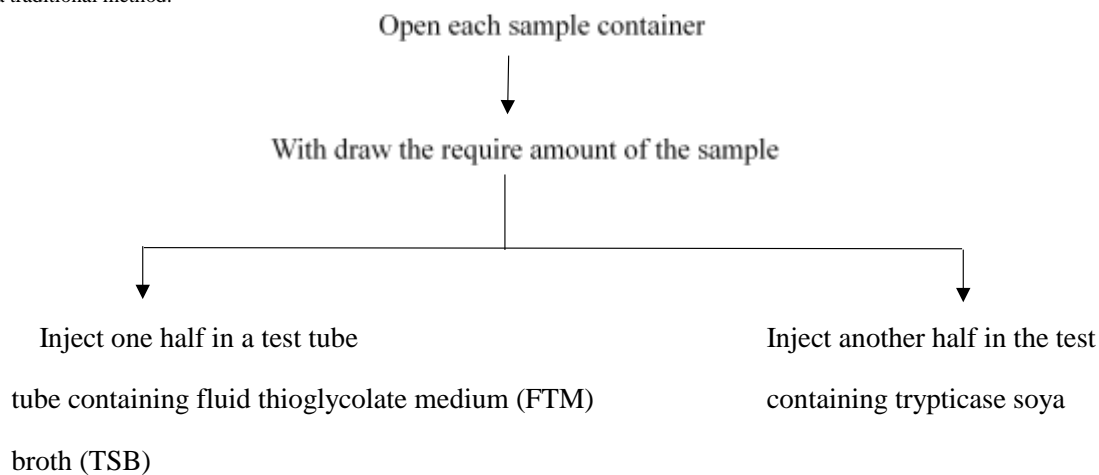 a traditional method.
Open each sample container
With draw the require amount of the sample
Inject one half in a test tube
Inject another half in the test
tube containing fluid thioglycolate medium (FTM)
containing trypticase soya
broth (TSB)